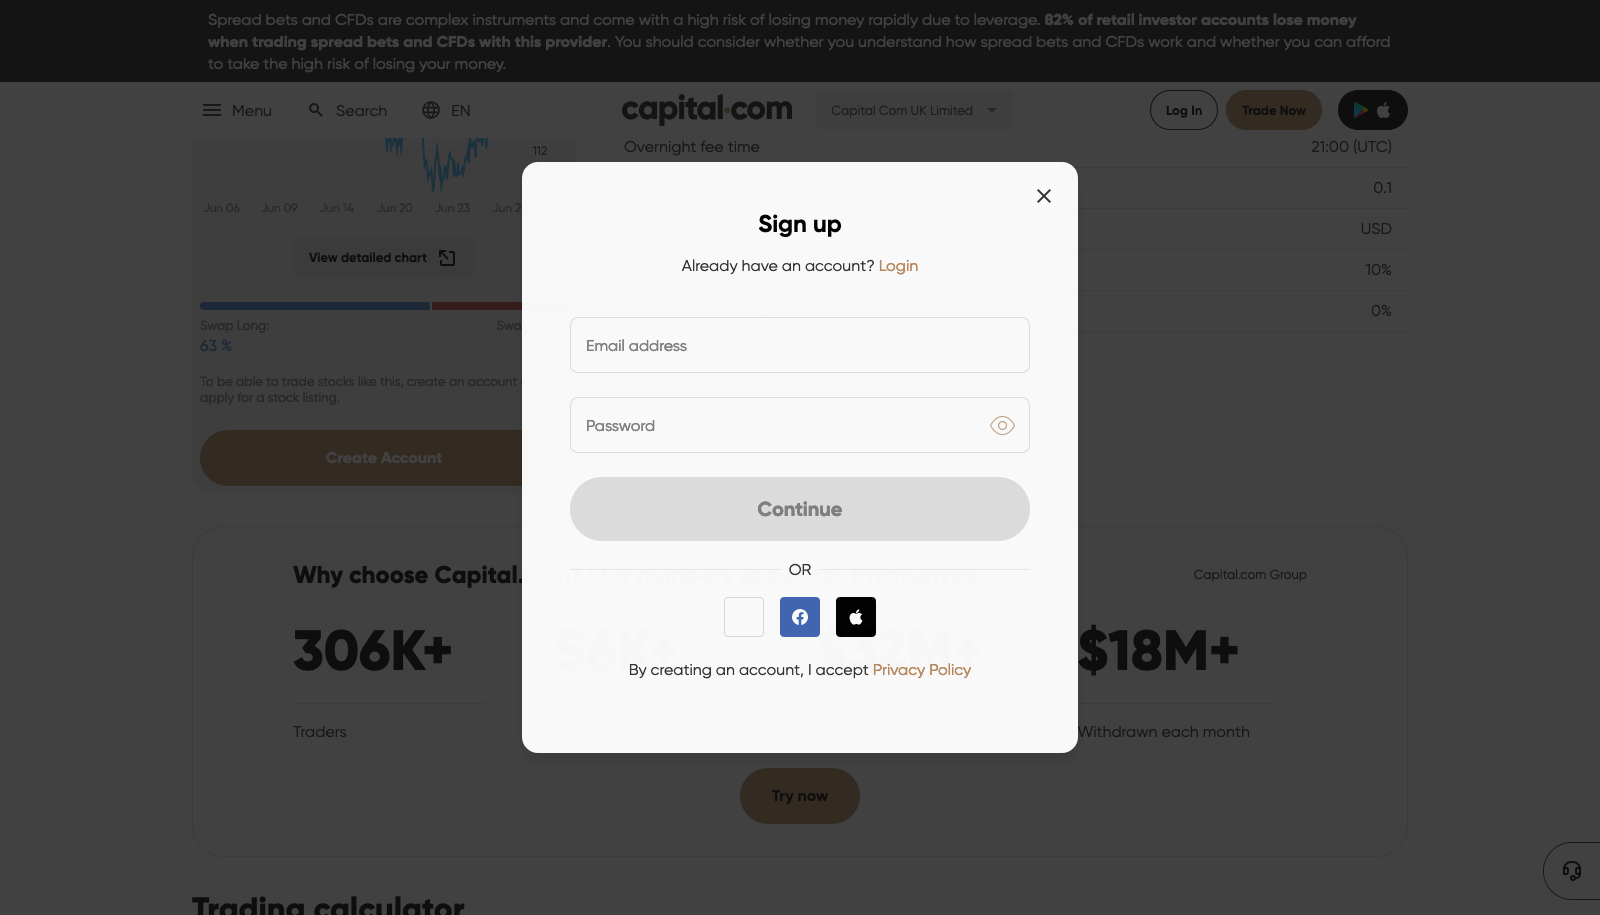 Spread bets and CFDs are complex instruments and come with a high risk of losing money rapidly due to leverage. 82% of retail investor accounts lose money
when trading spread bets and CFDs with this provider. You should consider whether you understand how spread bets and CFDs work and whether you can afford
to take the high risk of losing your money.
Menu
Search
EN
capital.com
Capital Com UK Limited
Log In
Trade Now
112
Jun 06
Jun 09
Jun 14
Jun 20
Jun 23
Jun 2
View detailed chart
Swap Long:
Swa
63 %
To be able to trade stocks like this, create an account
apply for a stock listing.
Create Account
Overnight fee time
21:00 (UTC)
0.1
USD
10%
0%
Sign up
Already have an account? Login
Email address
Password
Continue
OR
By creating an account, I accept Privacy Policy
Why choose Capital.com? Our numbers speak for themselves.
Capital.com Group
306K+
56K+
$32M+
$18M+
Traders
Withdrawn each month
Try now
Trading calculator